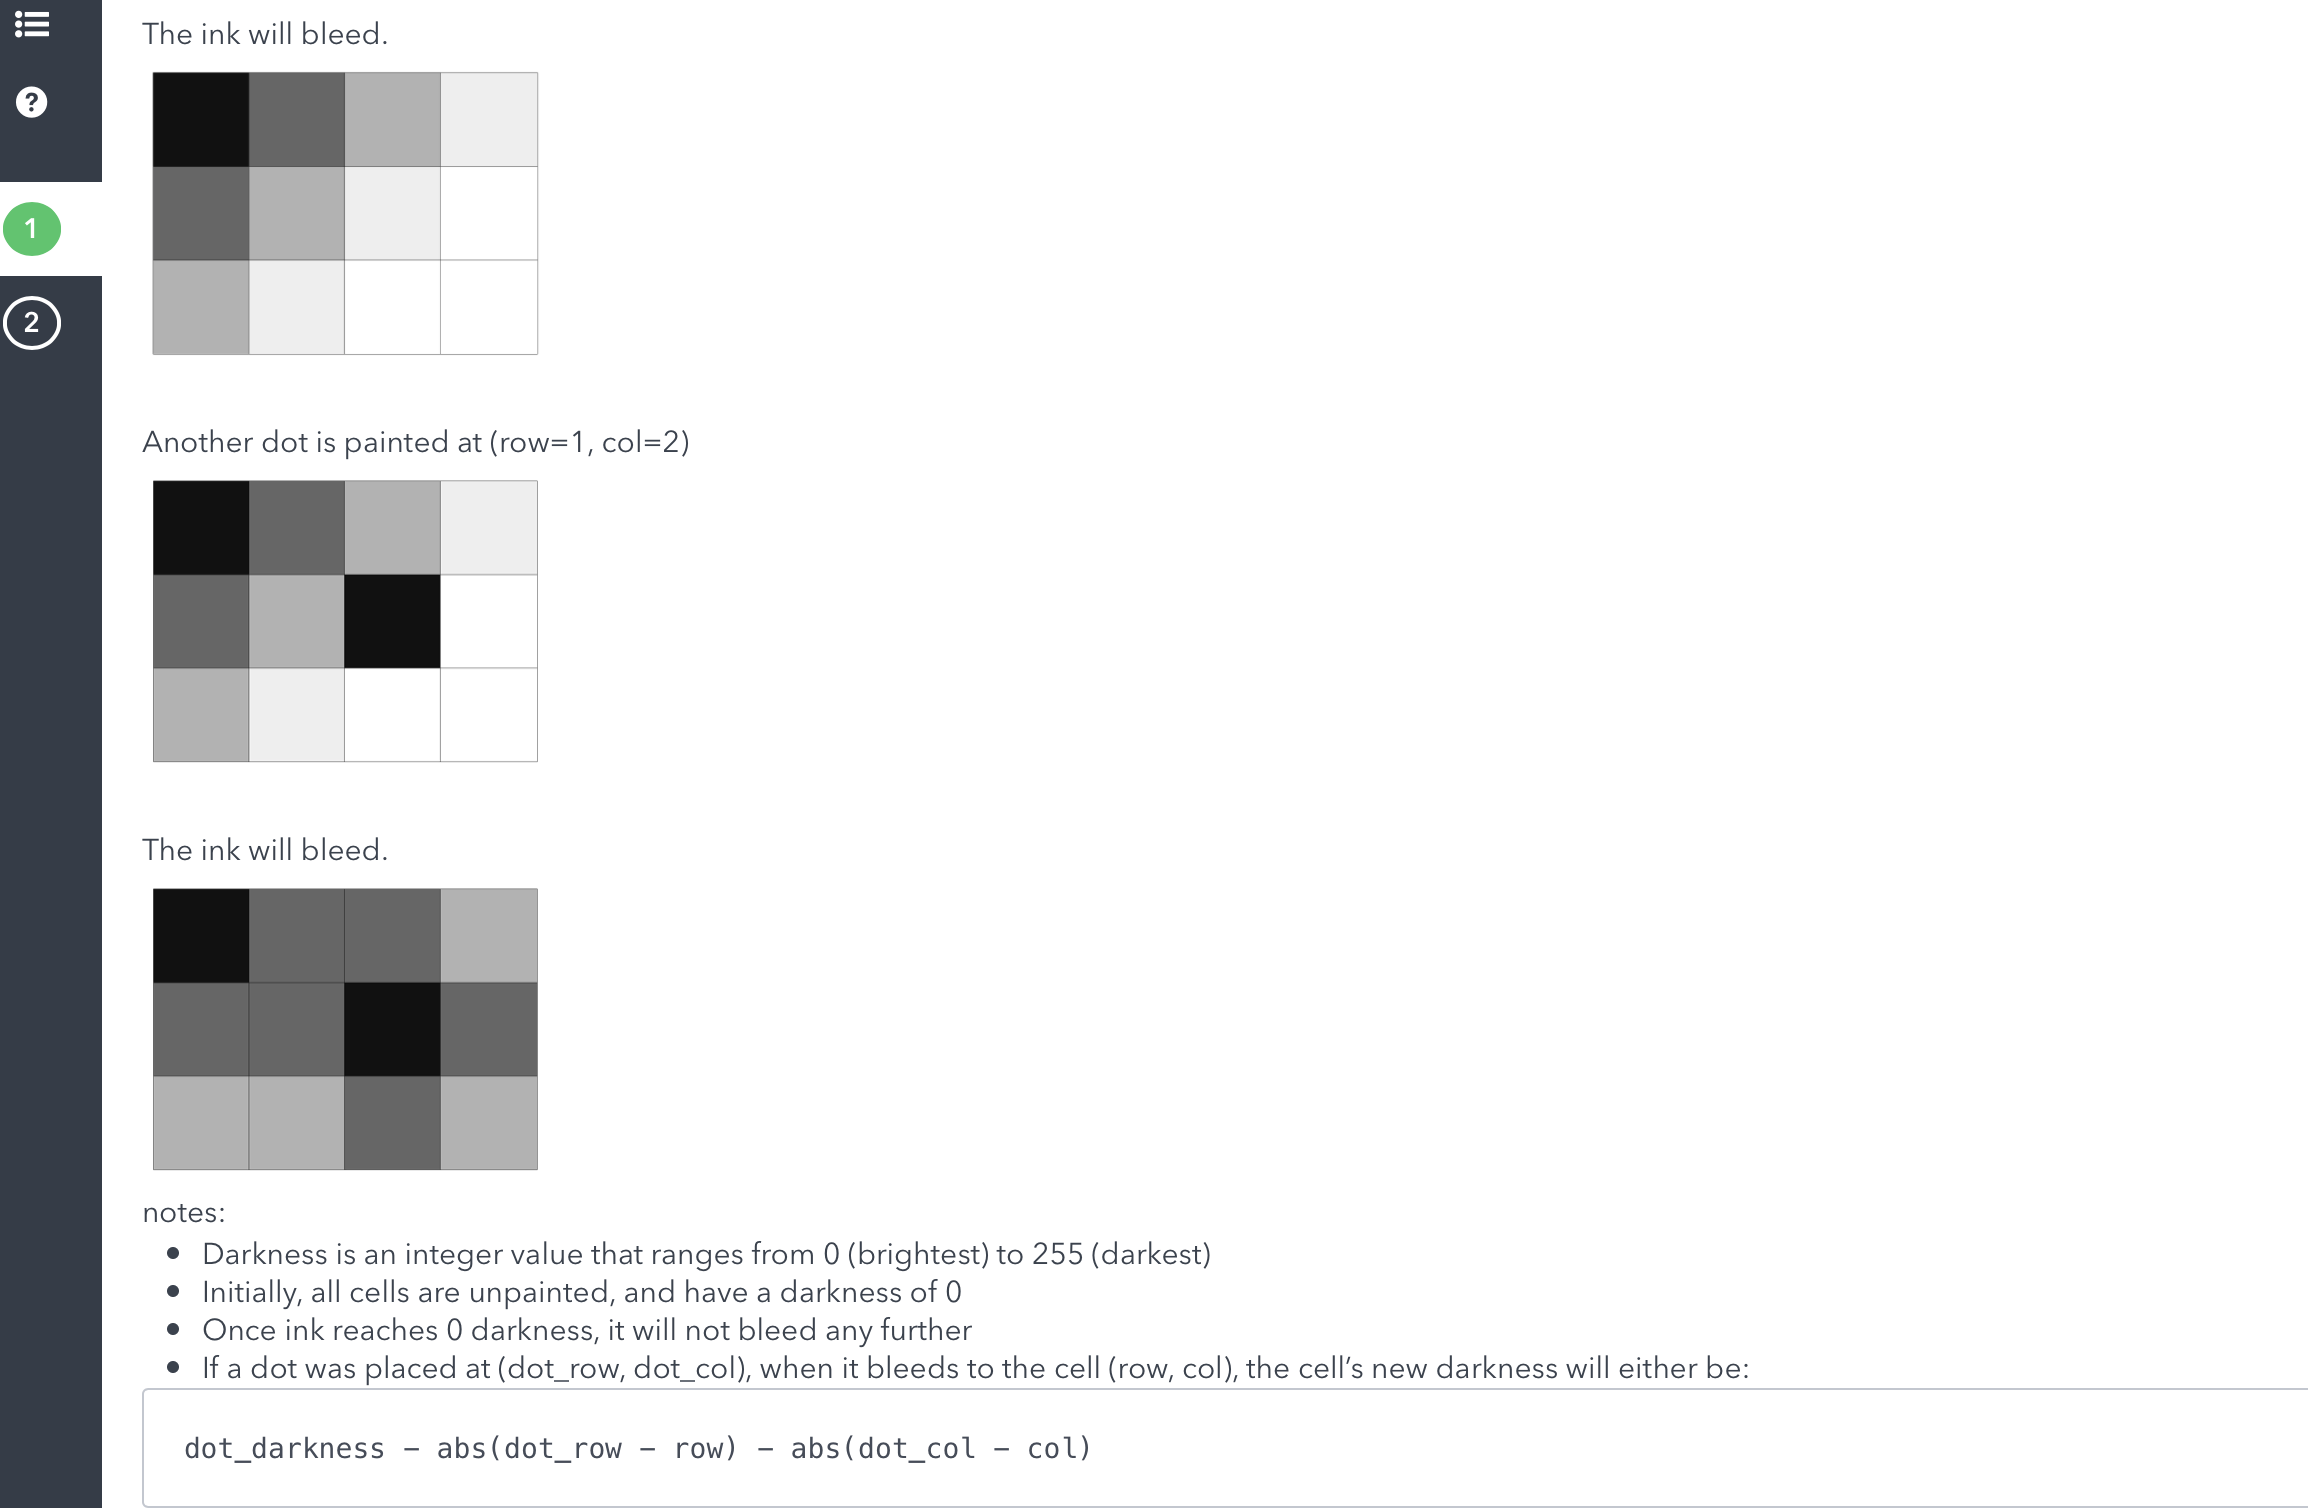 The ink will bleed.
?
1
2
Another dot is painted at (row=1, col=2)
The ink will bleed.
notes:
Darkness is an integer value that ranges from 0 (brightest) to 255 (darkest)
Initially, all cells are unpainted, and have a darkness of 0
Once ink reaches 0 darkness, it will not bleed any further
If a dot was placed at (dot_row, dot_col), when it bleeds to the cell (row, col), the cell’s new darkness will either be:
dot_darkness − abs(dot_row − row) − abs(dot_col − col)